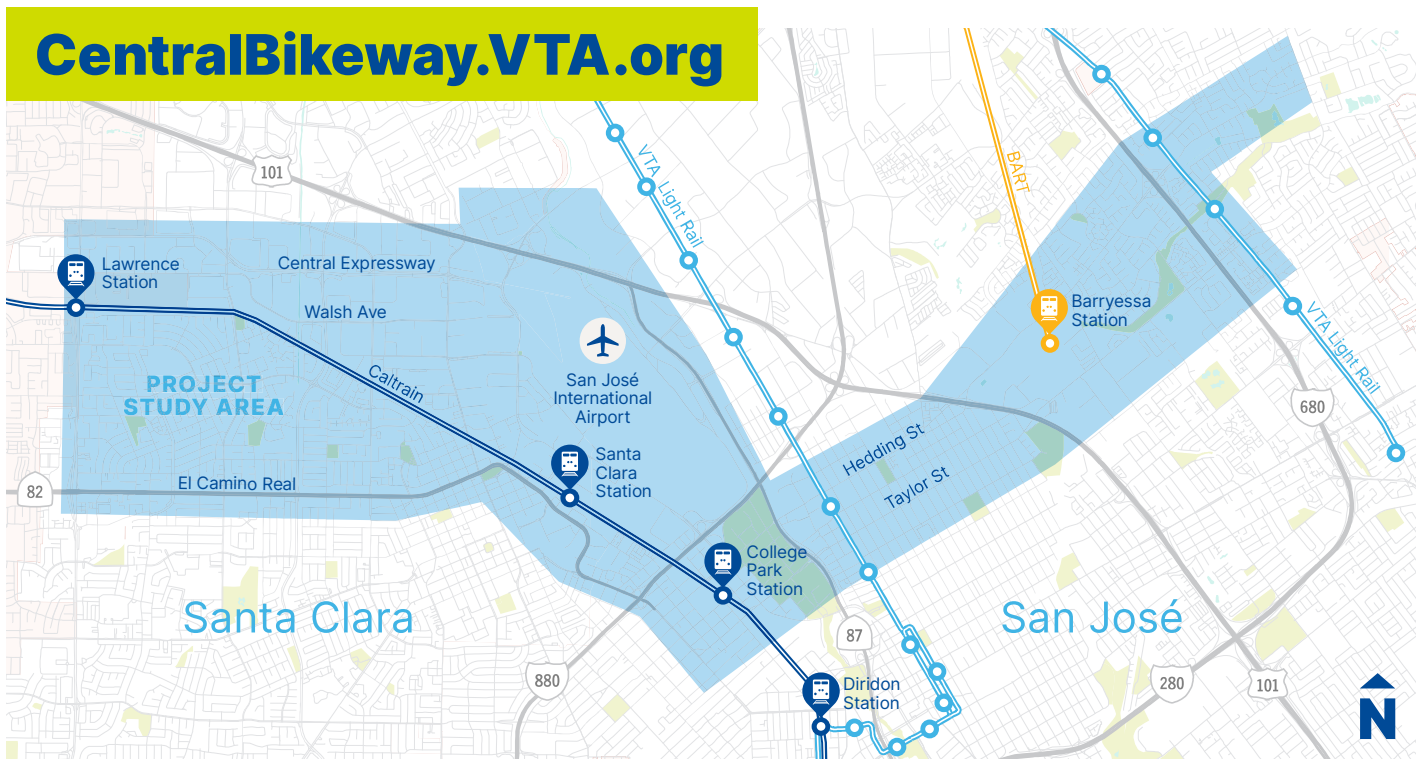 CentralBikeway.VTA.org
101
VTA Light Rail
BART
Lawrence
Station
Central Expressway
Walsh Ave
Barryessa
Station
VTA Light Rail
San José
International
Airport
PROJECT
STUDY AREA
Caltrain
680
Hedding St
Taylor St
Santa
Clara
Station
82
El Camino Real
College
Park
Station
Santa Clara
San José
87
880
Diridon
Station
280
101
N